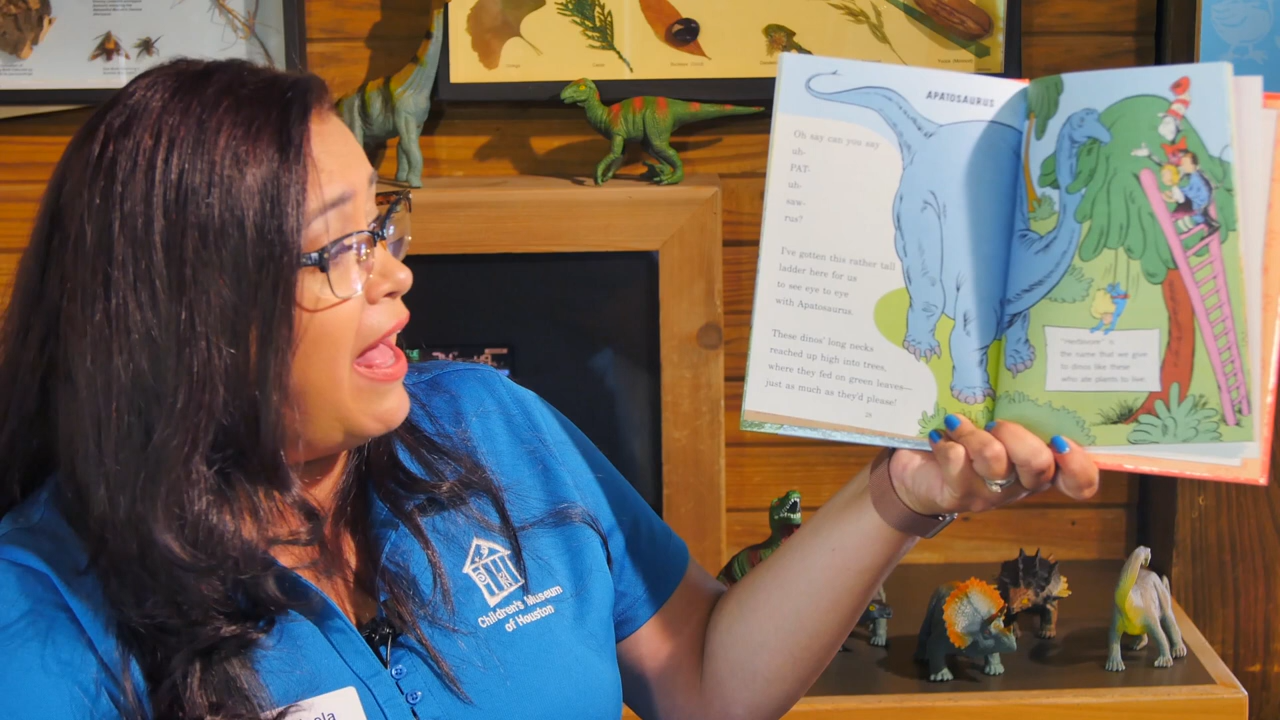 APATOSAURUS
Oh say can you say
uh-
PAT-
uh-
saw-
rus?
I've gotten this rather tall
ladder here for us
to see eye to eye
with Apatosaurus.
These dinos' long necks
reached up high into trees,
where they fed on green leaves—
just as much as they'd please!
"Herbivore" is
the name that we give
to dinos like these
who ate plants to live.
Children's Museum
of Houston